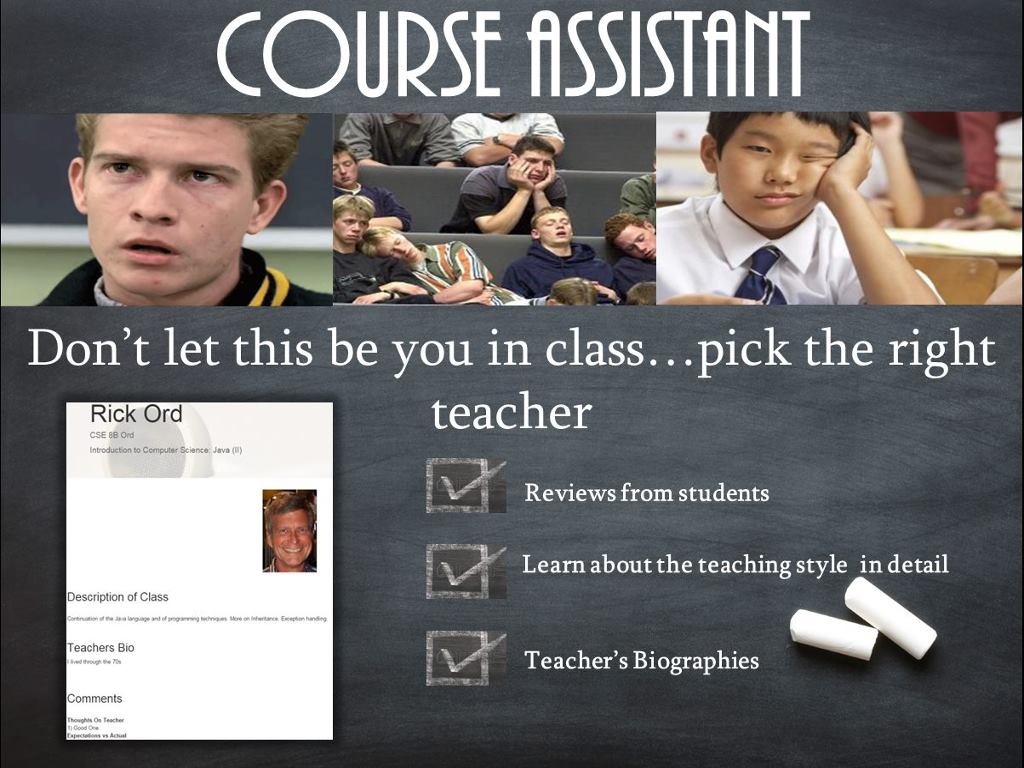 COURSE ASSISTANT
Don't let this be you in class...pick the right
teacher
Rick Ord
CSE 8B Ord
Introduction to Computer Science: Java (II)
Description of Class
Continuation of the Java language and of programming techniques. More on Inheritance. Exception handling.
Teachers Bio
I lived through the 70s
Comments
Thoughts On Teacher
1) Good One.
Expectations vs Actual
Reviews from students
Learn about the teaching style in detail
Teacher's Biographies